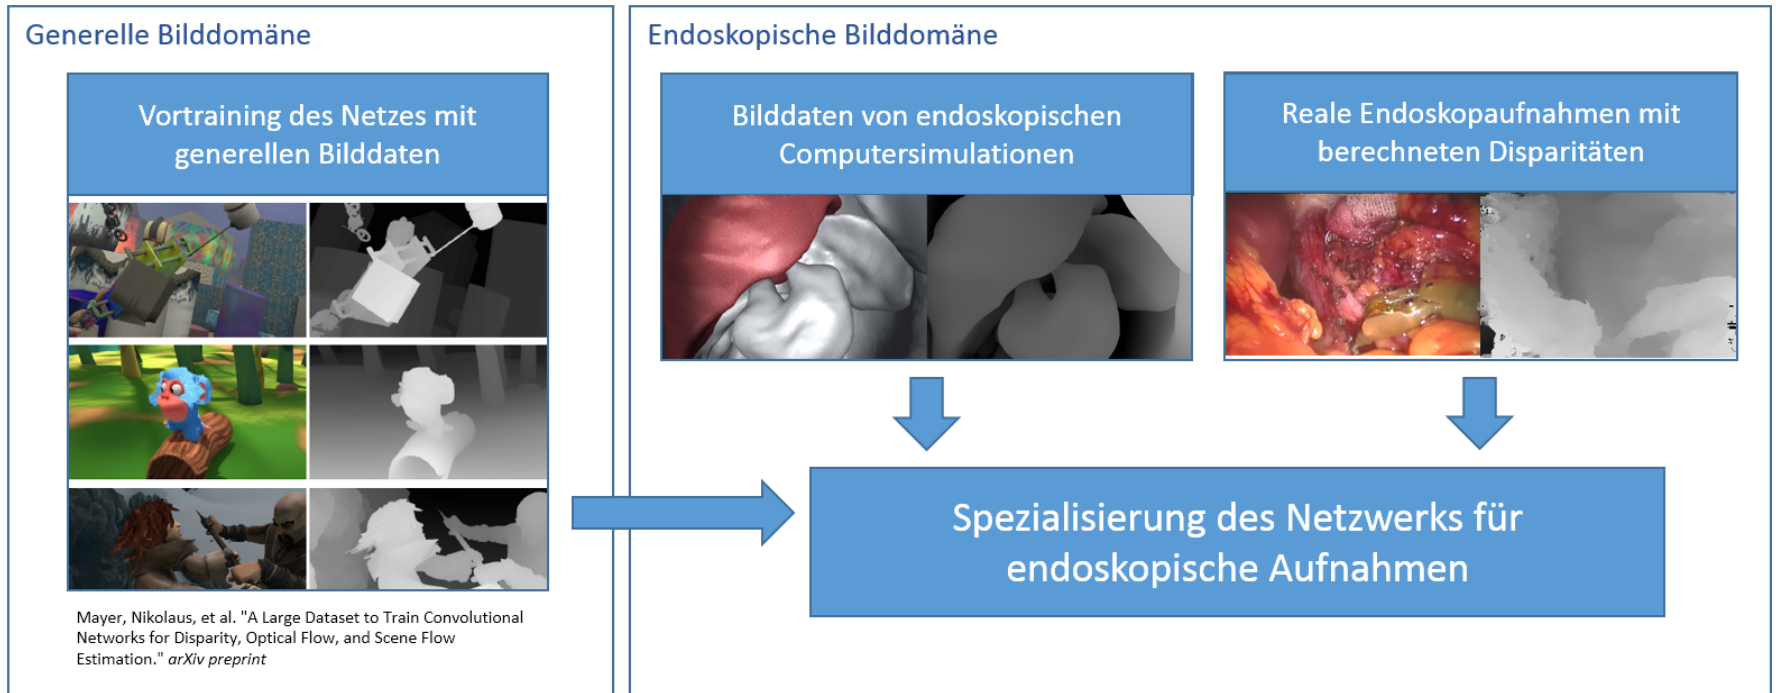 Generelle Bilddomäne
Vortraining des Netzes mit
generellen Bilddaten
Mayer, Nikolaus, et al. "A Large Dataset to Train Convolutional
Networks for Disparity, Optical Flow, and Scene Flow
Estimation." arXiv preprint
Endoskopische Bilddomäne
Bilddaten von endoskopischen
Computersimulationen
Reale Endoskopaufnahmen mit
berechneten Disparitäten
Spezialisierung des Netzwerks für
endoskopische Aufnahmen